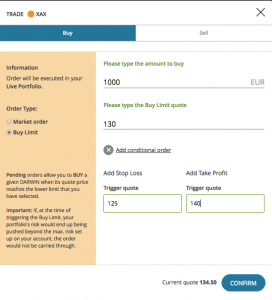 TRADE XAX
Buy
Sell
Information
Order will be executed in your
Live Portfolio.
Order Type:
Market order
Buy Limit
Pending orders allow you to BUY a
given DARWIN when its quote price
reaches the lower limit that you
have selected.
Important: If, at the time of
triggering the Buy Limit, your
portfolio's risk would end up being
pushed beyond the max. risk set
up on your account, the order
would not be carried through.
Please type the amount to buy
1000 EUR
Please type the Buy Limit quote
130
Add conditional order
Add Stop Loss Add Take Profit
Trigger quote Trigger quote
125 140
Current quote 134.50 CONFIRM